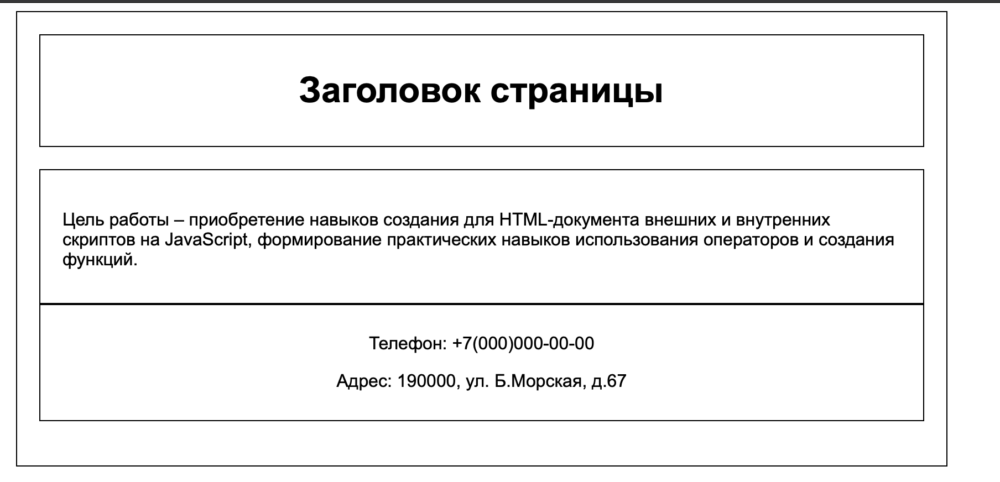 Заголовок страницы
Цель работы – приобретение навыков создания для HTML-документа внешних и внутренних
скриптов на JavaScript, формирование практических навыков использования операторов и создания
функций.
Телефон: +7(000)000-00-00
Адрес: 190000, ул. Б.Морская, д.67